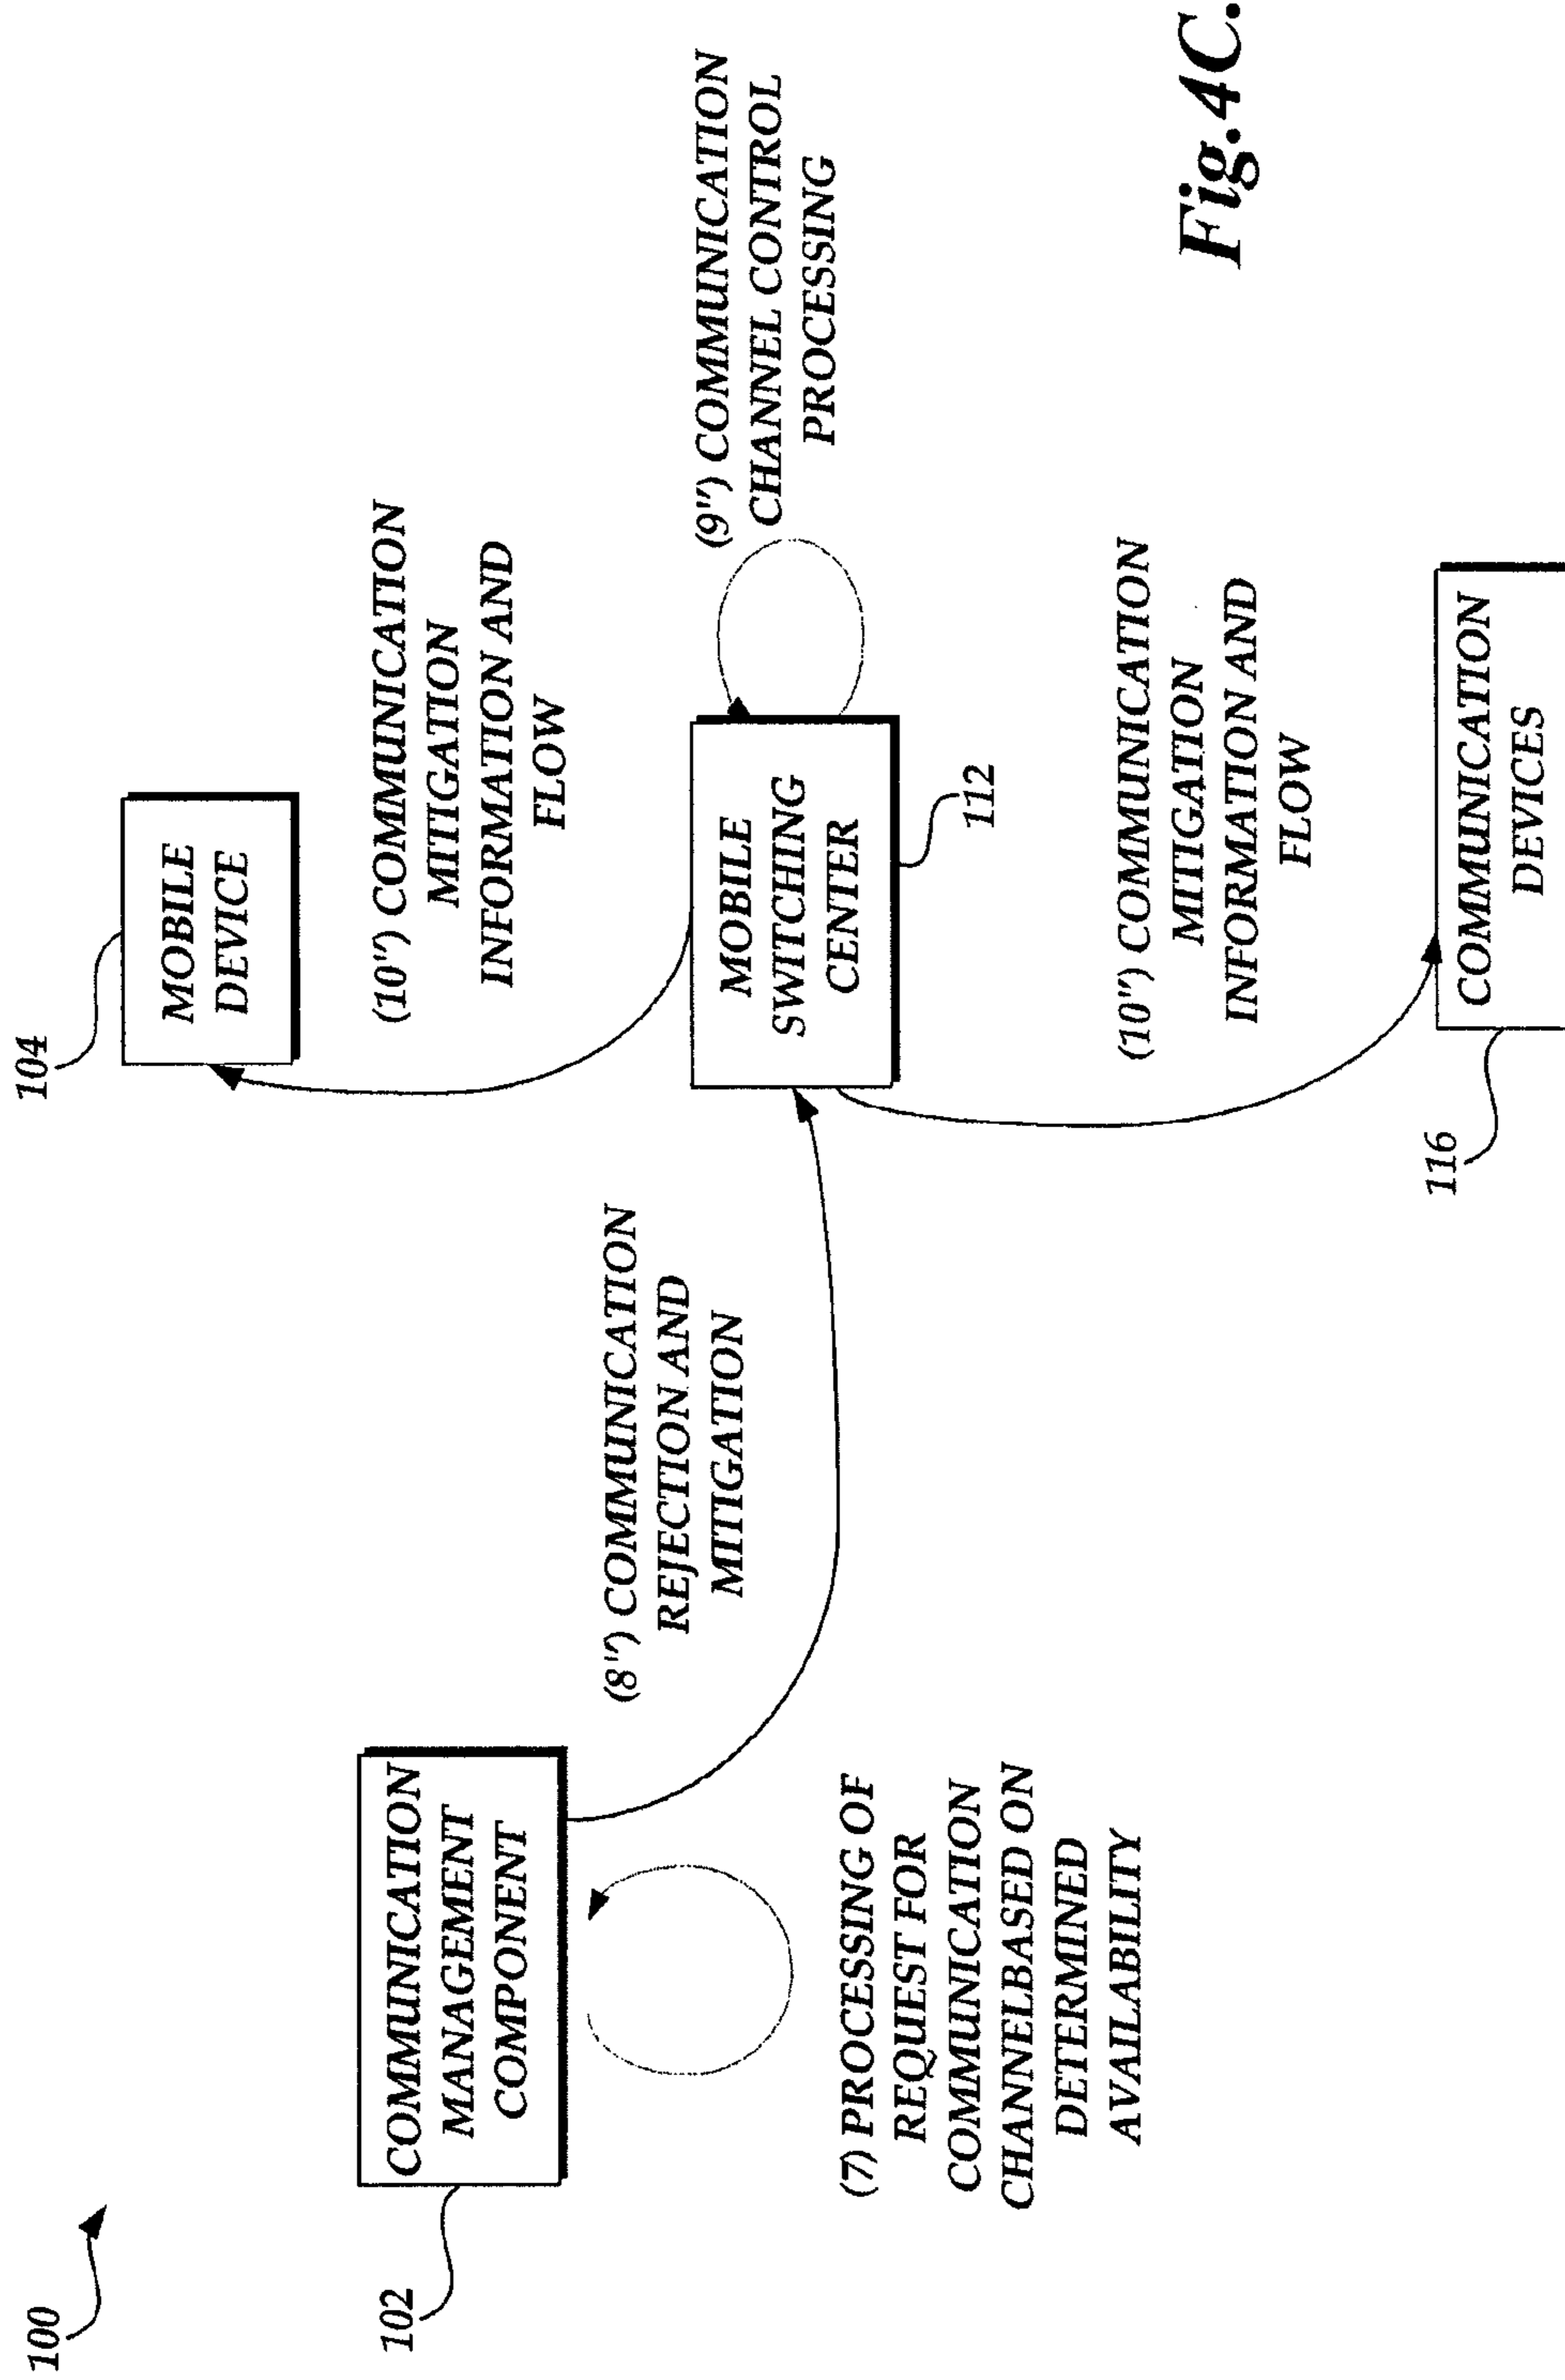 100
102
COMMUNICATION
MANAGEMENT
COMPONENT
(7) PROCESSING OF
REQUEST FOR
COMMUNICATION
CHANNELBASED ON
DETERMINED
AVAILABILITY
(8") COMMUNICATION
REJECTION AND
MITIGATION
104
MOBILE
DEVICE
(10") COMMUNICATION
MITIGATION
INFORMATION AND
FLOW
MOBILE
SWITCHING
CENTER
112
(9") COMMUNICATION
CHANNEL CONTROL
PROCESSING
(10") COMMUNICATION
MITIGATION
INFORMATION AND
FLOW
116
COMMUNICATION
DEVICES
Fig.4C.